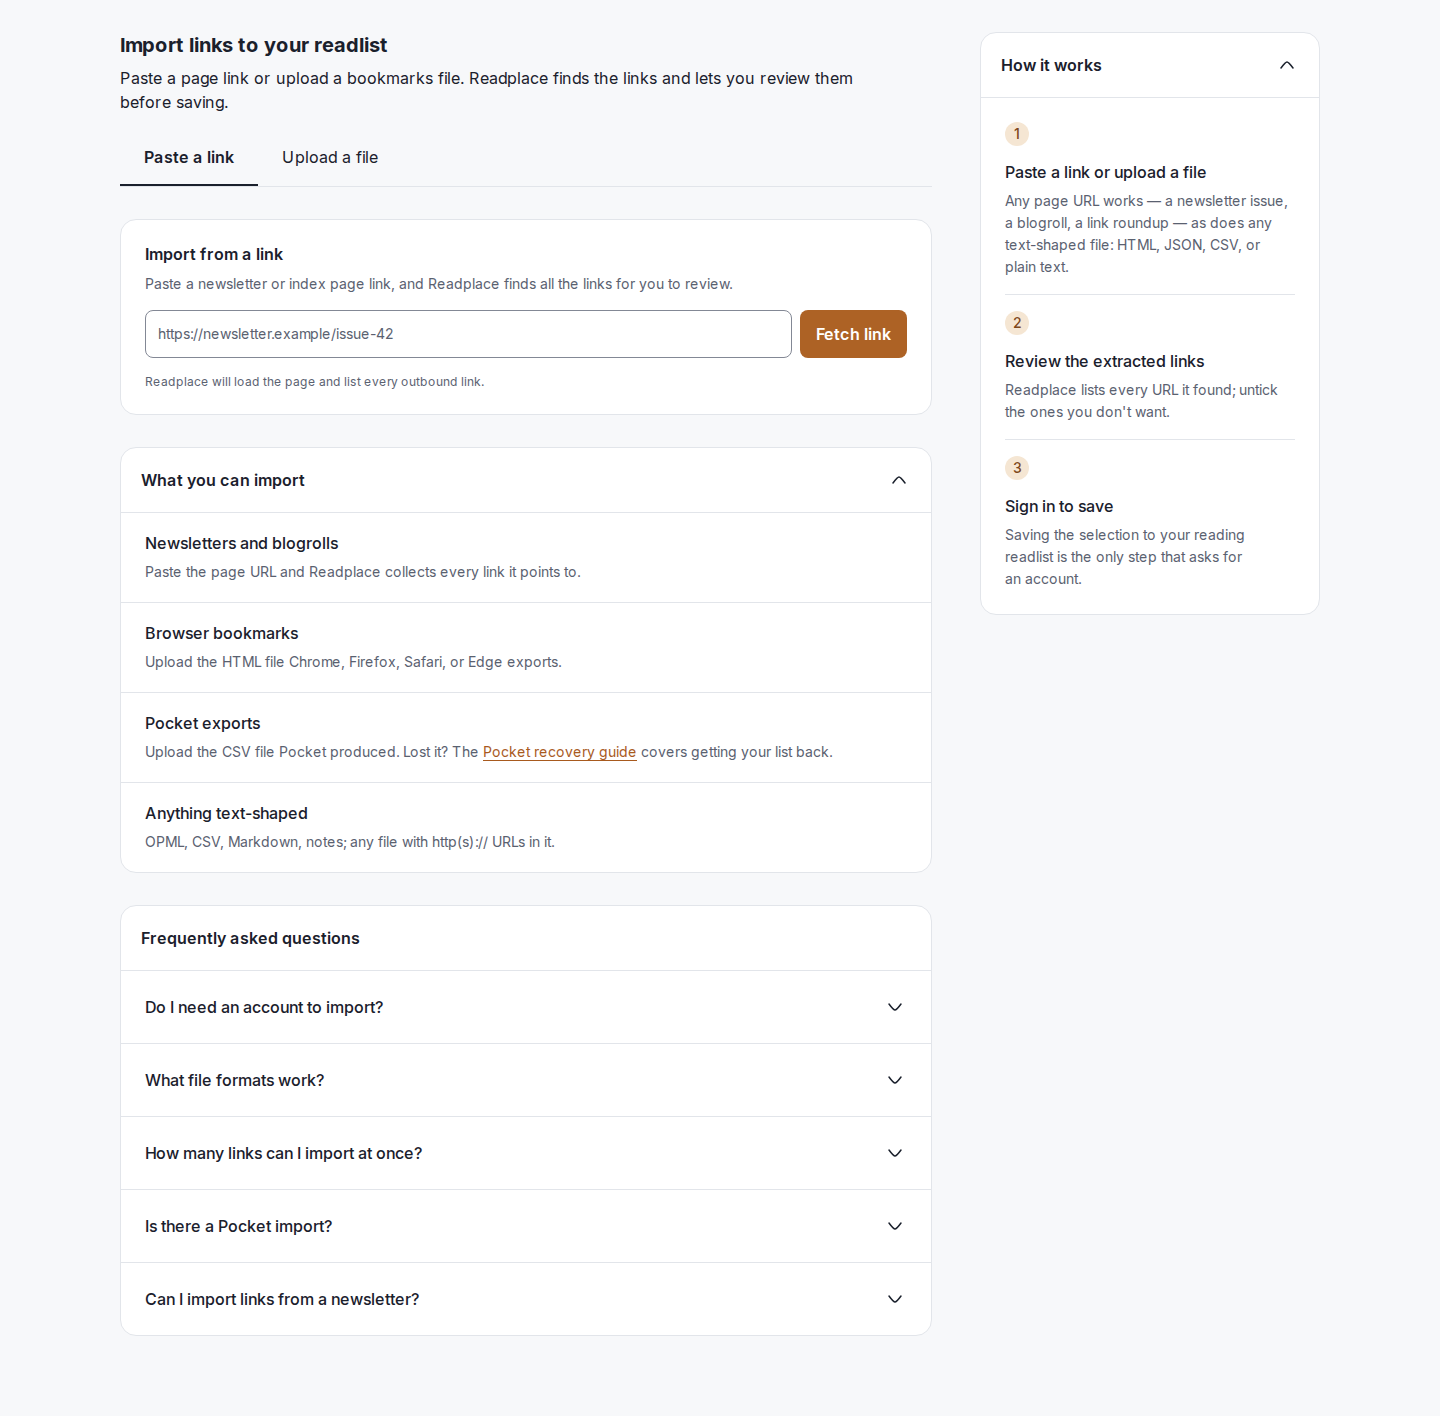 Import links to your readlist
Paste a page link or upload a bookmarks file. Readplace finds the links and lets you review them
before saving.
Paste a link
Upload a file
Import from a link
Paste a newsletter or index page link, and Readplace finds all the links for you to review.
https://newsletter.example/issue-42
Fetch link
Readplace will load the page and list every outbound link.
What you can import
Newsletters and blogrolls
Paste the page URL and Readplace collects every link it points to.
Browser bookmarks
Upload the HTML file Chrome, Firefox, Safari, or Edge exports.
Pocket exports
Upload the CSV file Pocket produced. Lost it? The Pocket recovery guide covers getting your list back.
Anything text-shaped
OPML, CSV, Markdown, notes; any file with http(s):// URLs in it.
Frequently asked questions
Do I need an account to import?
What file formats work?
How many links can I import at once?
Is there a Pocket import?
Can I import links from a newsletter?
How it works
1
Paste a link or upload a file
Any page URL works — a newsletter issue,
a blogroll, a link roundup — as does any
text-shaped file: HTML, JSON, CSV, or
plain text.
2
Review the extracted links
Readplace lists every URL it found; untick
the ones you don't want.
3
Sign in to save
Saving the selection to your reading
readlist is the only step that asks for
an account.